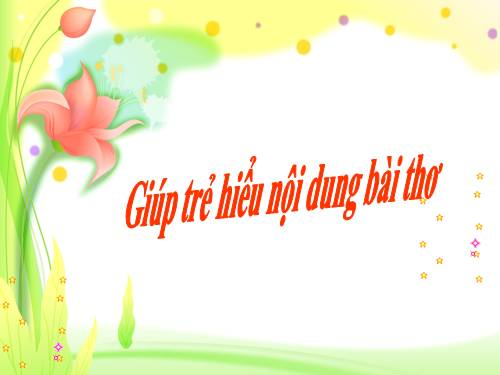 Giúp trẻ hiểu nội dung bài thơ